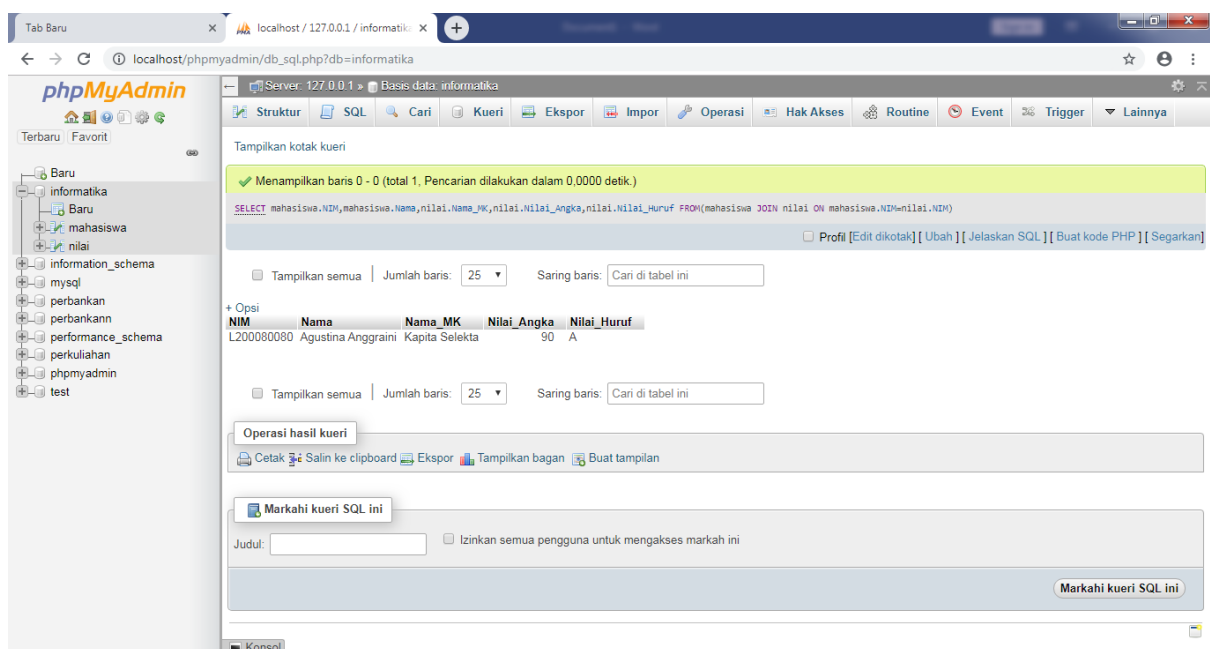 Tab Baru
localhost / 127.0.0.1 / informatika
localhost/phpmyadmin/db_sql.php?db=informatika
phpMyAdmin
Terbaru Favorit
Baru
informatika
Baru
mahasiswa
nilai
information_schema
mysql
perbankan
perbankann
performance_schema
perkuliahan
phpmyadmin
test
Server: 127.0.0.1 » Basis data: informatika
Struktur SQL Cari Kueri Ekspor Impor Operasi Hak Akses Routine Event Trigger Lainnya
Tampilkan kotak kueri
Menampilkan baris 0 - 0 (total 1, Pencarian dilakukan dalam 0,0000 detik.)
SELECT mahasiswa.NIM,mahasiswa.Nama,nilai.Nama_MK,nilai.Nilai_Angka,nilai.Nilai_Huruf FROM(mahasiswa JOIN nilai ON mahasiswa.NIM=nilai.NIM)
Profil [Edit dikotak] [ Ubah ] [ Jelaskan SQL ] [ Buat kode PHP ] [ Segarkan]
Tampilkan semua | Jumlah baris: 25 Saring baris: Cari di tabel ini
+ Opsi
NIM Nama Nama_MK Nilai_Angka Nilai_Huruf
L200080080 Agustina Anggraini Kapita Selekta 90 A
Tampilkan semua | Jumlah baris: 25 Saring baris: Cari di tabel ini
Operasi hasil kueri
Cetak Salin ke clipboard Ekspor Tampilkan bagan Buat tampilan
Markahi kueri SQL ini
Judul: Izinkan semua pengguna untuk mengakses markah ini
Markahi kueri SQL ini
Konsol